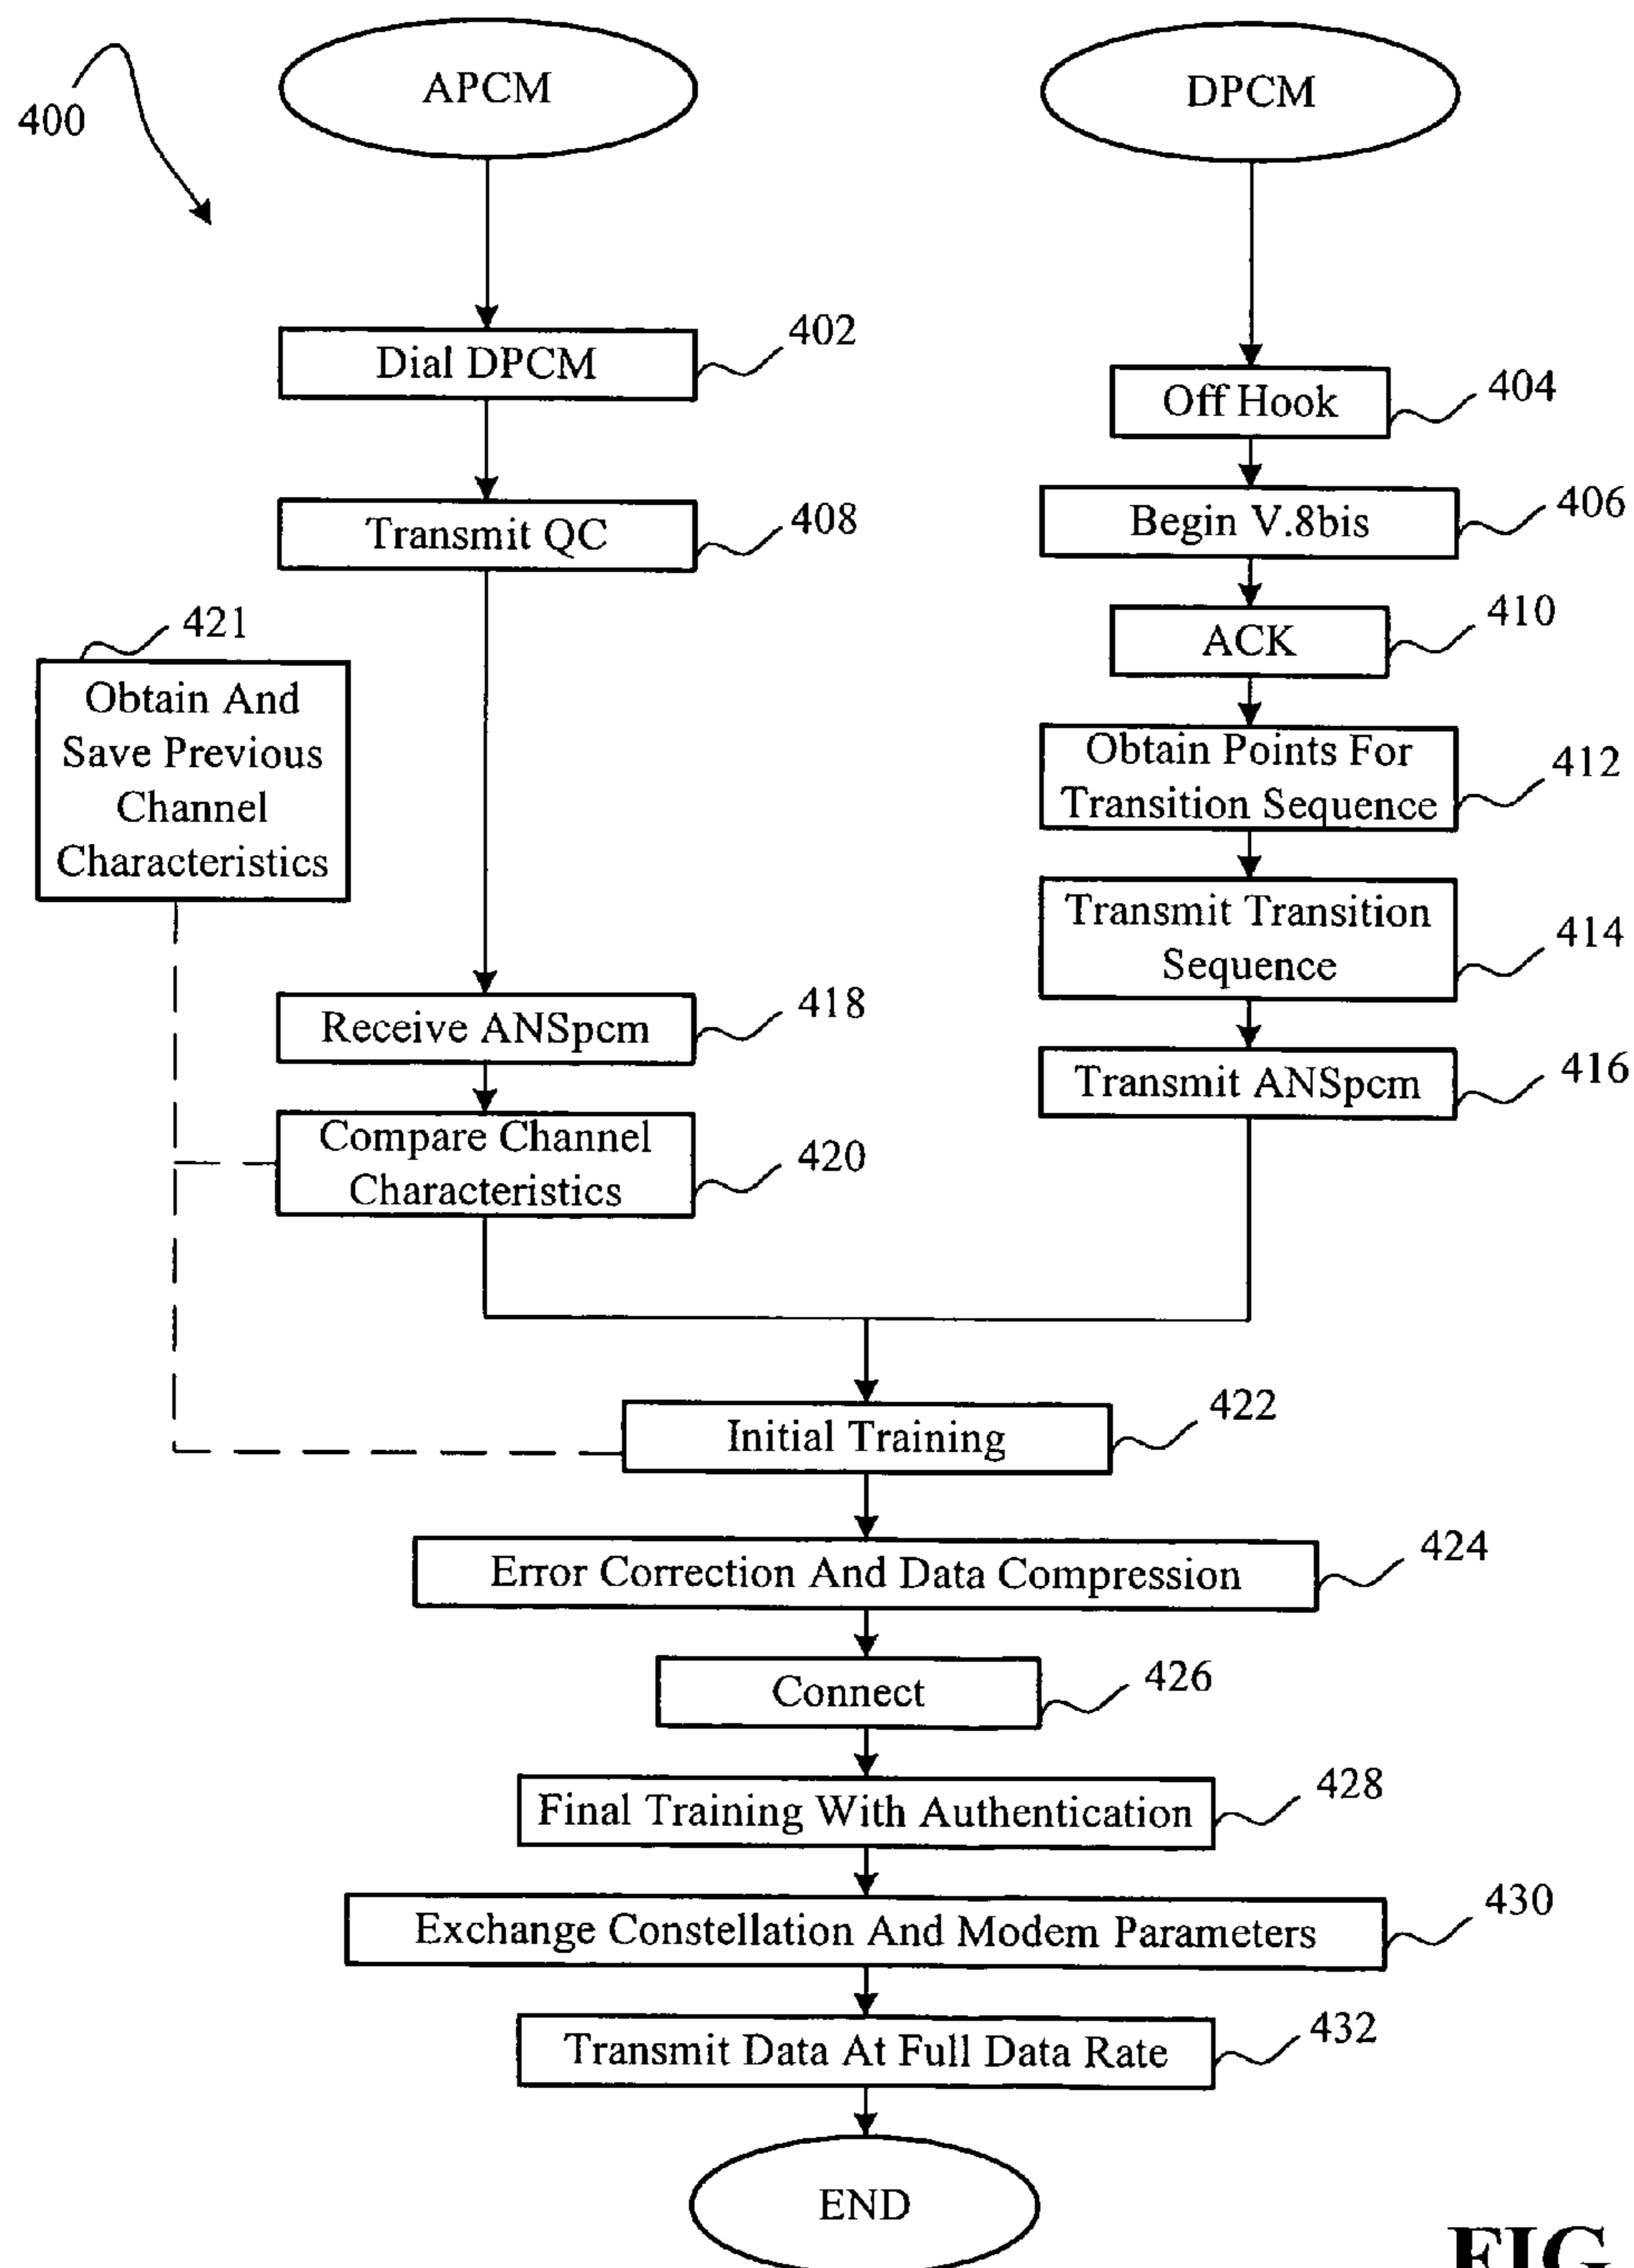 APCM
DPCM
400
Dial DPCM
402
Off Hook
404
Transmit QC
408
Begin V.8bis
406
ACK
410
421
Obtain And
Save Previous
Channel
Characteristics
Obtain Points For
Transition Sequence
412
Transmit Transition
Sequence
414
Receive ANSpcm
418
Transmit ANSpcm
416
Compare Channel
Characteristics
420
Initial Training
422
Error Correction And Data Compression
424
Connect
426
Final Training With Authentication
428
Exchange Constellation And Modem Parameters
430
Transmit Data At Full Data Rate
432
END
FIG